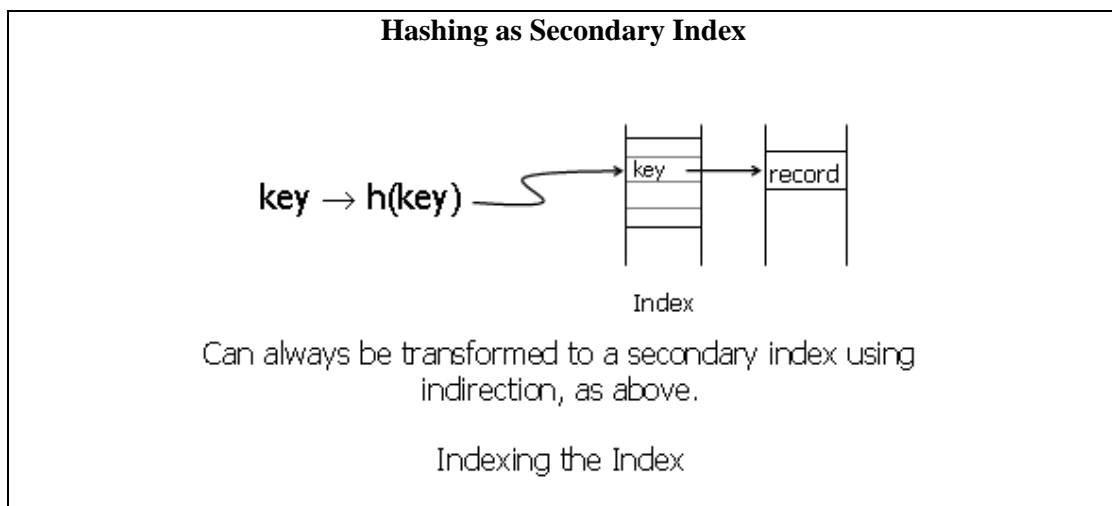 Hashing as Secondary Index
key → h(key)
key
record
Index
Can always be transformed to a secondary index using
indirection, as above.
Indexing the Index